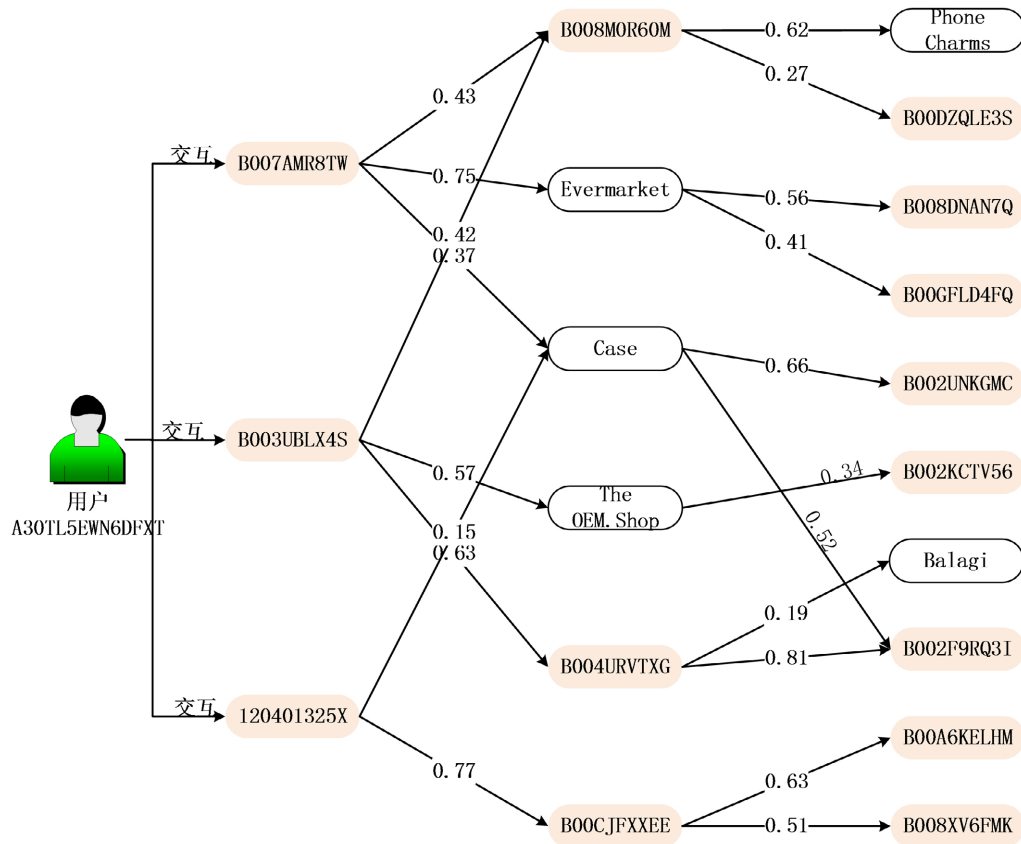 B008MOR60M
0.62
Phone
Charms
0.27
B00DZQLE3S
0.43
交互
B007AMR8TW
0.75
Evermarket
0.56
B008DNAN7Q
0.41
B00GFLD4FQ
0.42
0.37
Case
0.66
B002UNKGMC
交互
B003UBLX4S
0.57
The
OEM.Shop
0.34
B002KCTV56
用户
A30TL5EWN6DFXT
0.52
0.15
0.63
Balagi
0.19
B004URVTXG
0.81
B002F9RQ3I
交互
120401325X
0.77
B00A6KELHM
0.63
B00CJFXXEE
0.51
B008XV6FMK